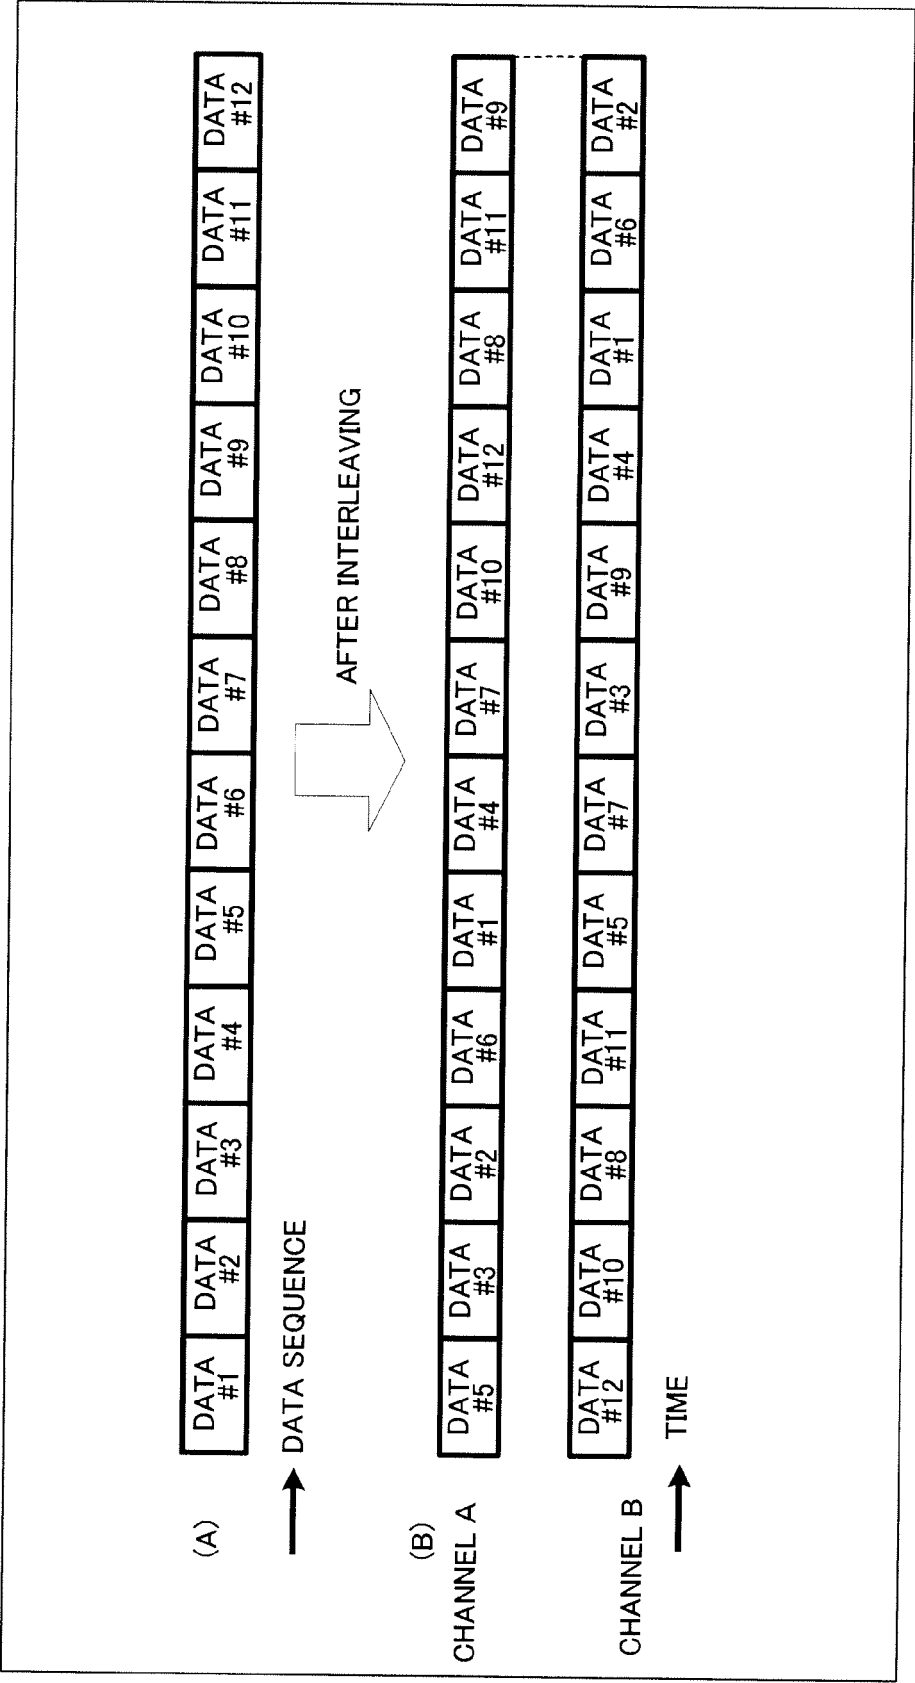 (A)
DATA #1
DATA #2
DATA #3
DATA #4
DATA #5
DATA #6
DATA #7
DATA #8
DATA #9
DATA #10
DATA #11
DATA #12
DATA SEQUENCE
AFTER INTERLEAVING
(B)
CHANNEL A
DATA #5
DATA #3
DATA #2
DATA #6
DATA #1
DATA #4
DATA #7
DATA #10
DATA #12
DATA #8
DATA #11
DATA #9
CHANNEL B
DATA #12
DATA #10
DATA #8
DATA #11
DATA #5
DATA #7
DATA #3
DATA #9
DATA #4
DATA #1
DATA #6
DATA #2
TIME